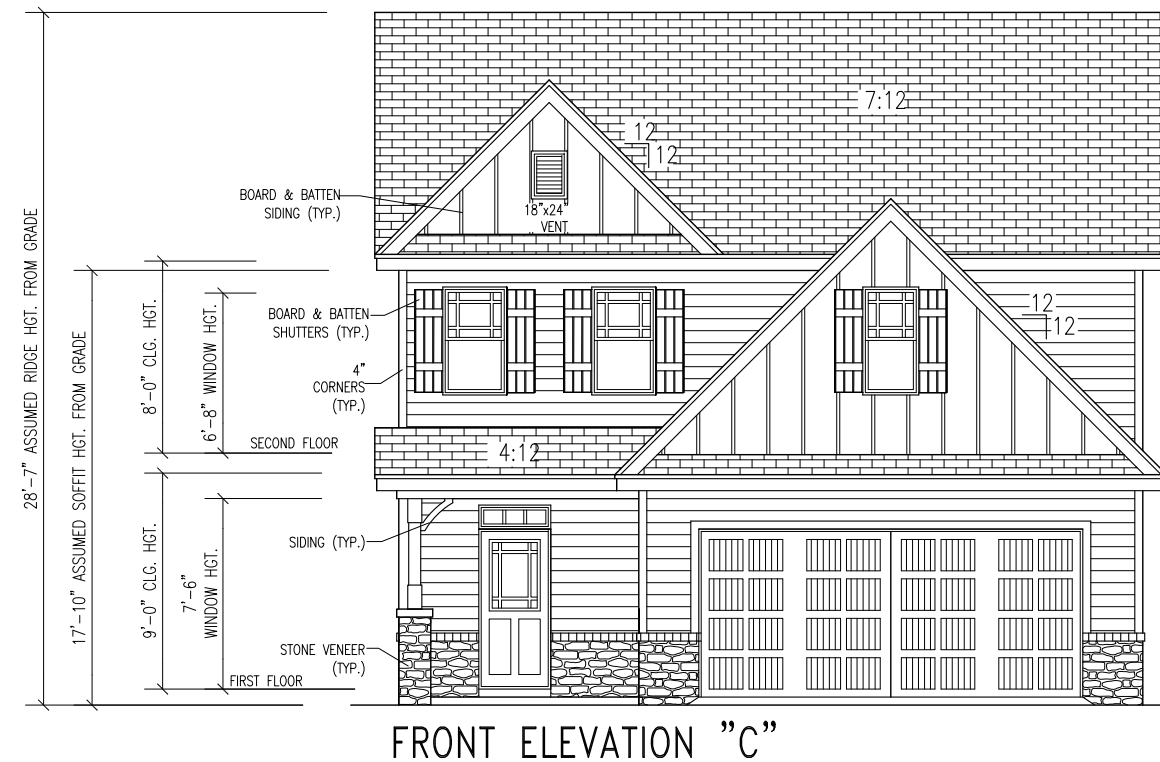 7:12
12
12
BOARD & BATTEN
SIDING (TYP.)
18"x24"
VENT
28'-7" ASSUMED RIDGE HGT. FROM GRADE
17'-10" ASSUMED SOFFIT HGT. FROM GRADE
8'-0" CLG. HGT.
6'-8" WINDOW HGT.
BOARD & BATTEN
SHUTTERS (TYP.)
12
12
4"
CORNERS
(TYP.)
SECOND FLOOR
4:12
9'-0" CLG. HGT.
7'-6"
WINDOW HGT.
SIDING (TYP.)
STONE VENEER
(TYP.)
FIRST FLOOR
FRONT ELEVATION "C"